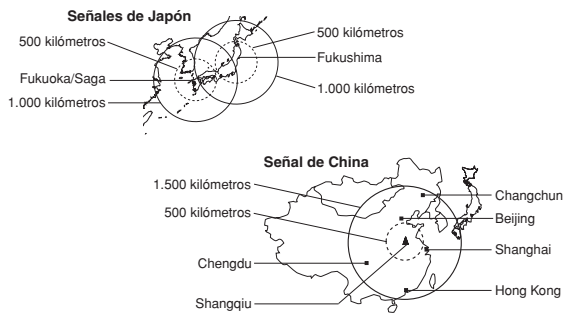 Señales de Japón
500 kilómetros
500 kilómetros
Fukushima
Fukuoka/Saga
1.000 kilómetros
1.000 kilómetros
Señal de China
1.500 kilómetros
Changchun
500 kilómetros
Beijing
Shanghai
Chengdu
Hong Kong
Shangqiu